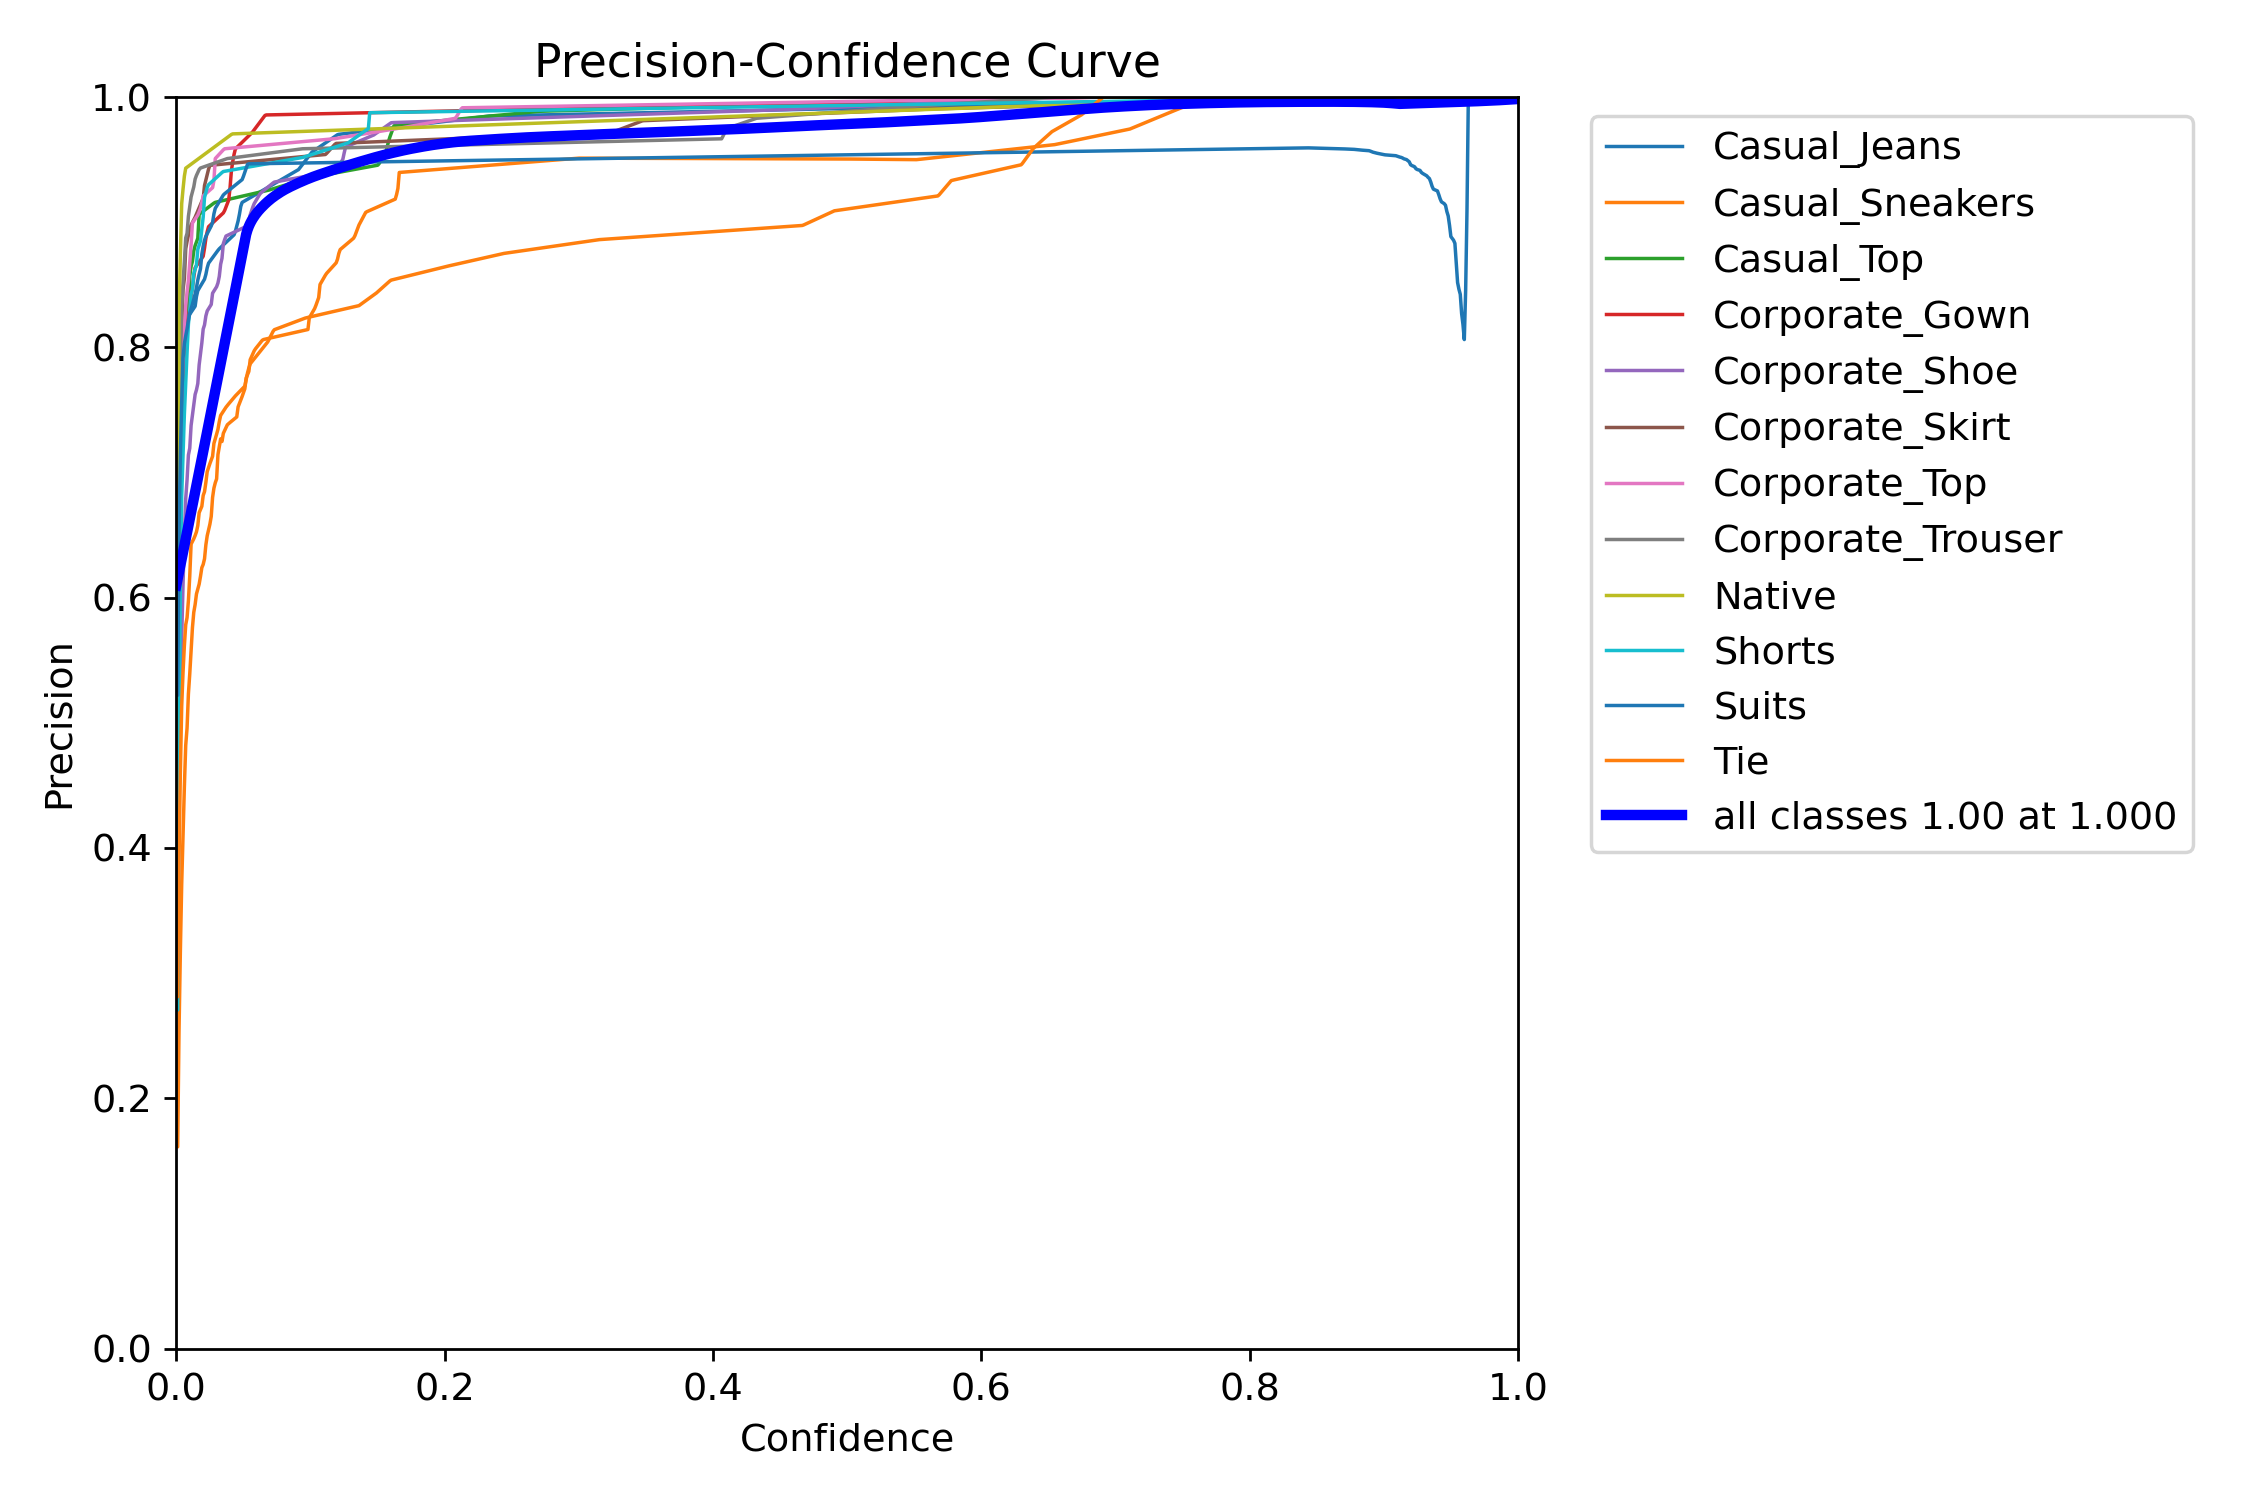 Precision-Confidence Curve
1.0
0.8
0.6
0.4
0.2
0.0
Precision
0.0 0.2 0.4 0.6 0.8 1.0
Confidence
Casual_Jeans
Casual_Sneakers
Casual_Top
Corporate_Gown
Corporate_Shoe
Corporate_Skirt
Corporate_Top
Corporate_Trouser
Native
Shorts
Suits
Tie
all classes 1.00 at 1.000